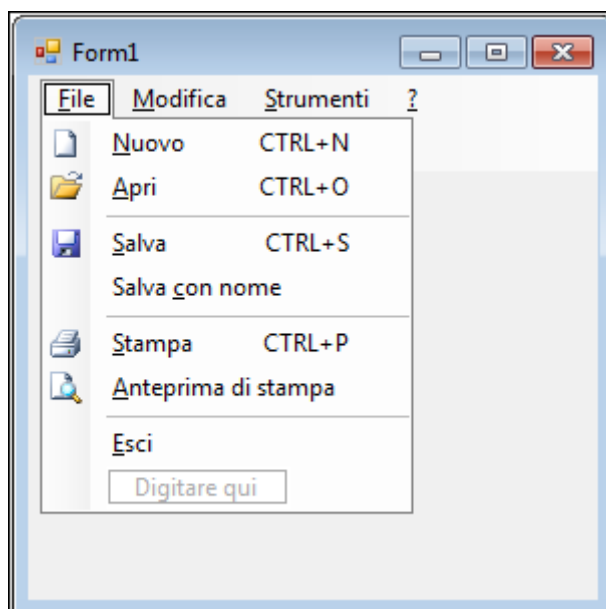 Form1
File Modifica Strumenti ?
Nuovo CTRL+N
Apri CTRL+O
Salva CTRL+S
Salva con nome
Stampa CTRL+P
Anteprima di stampa
Esci
Digitare qui